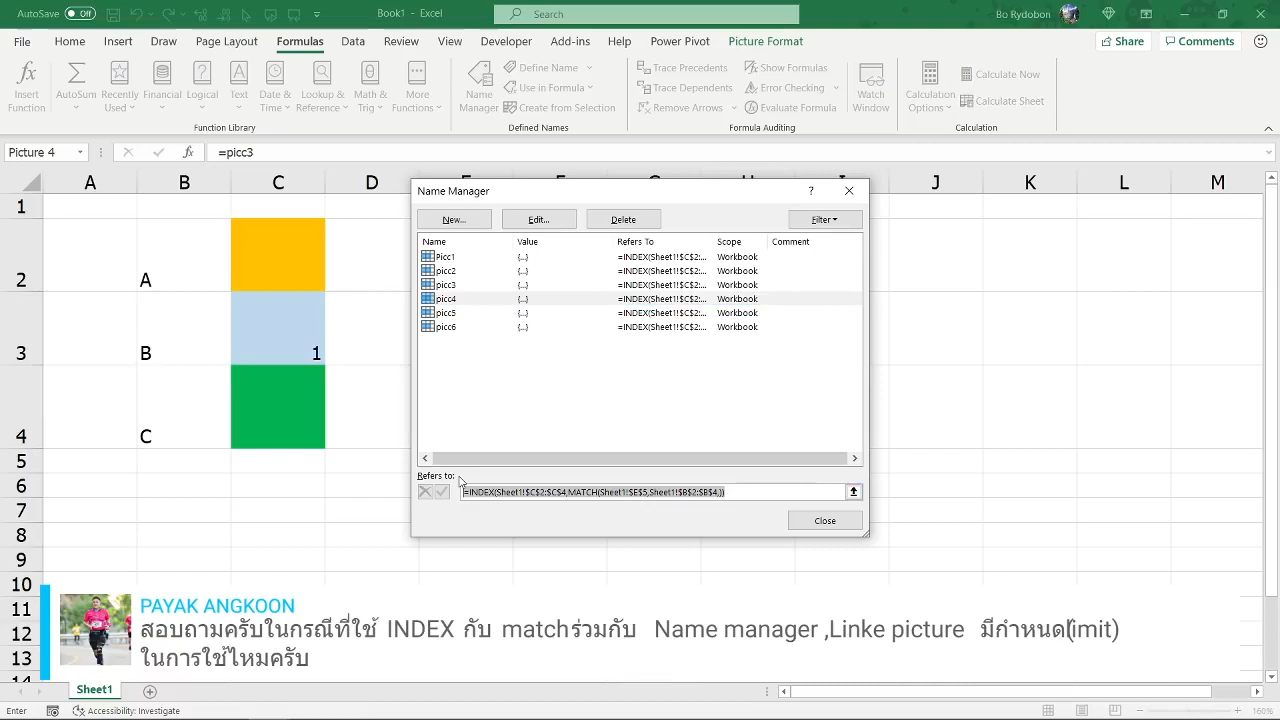 AutoSave Off Book1 - Excel Search Bo Rydobon
File Home Insert Draw Page Layout Formulas Data Review View Developer Add-ins Help Power Pivot Picture Format Share Comments
Insert Function
AutoSum
Recently Used
Financial
Logical
Text
Date & Time
Lookup & Reference
Math & Trig
More Functions
Function Library
Name Manager
Define Name
Use in Formula
Create from Selection
Defined Names
Trace Precedents
Trace Dependents
Remove Arrows
Show Formulas
Error Checking
Evaluate Formula
Formula Auditing
Watch Window
Calculation Options
Calculate Now
Calculate Sheet
Calculation
Picture 4 fx =picc3
A B C D J K L M
1
2 A
3 B 1
4 C
5
6
7
8
9
10
11
12
13
Name Manager ?
New... Edit... Delete Filter
Name Value Refers To Scope Comment
Picc1 {...} =INDEX(Sheet1!$C$2:... Workbook
picc2 {...} =INDEX(Sheet1!$C$2:... Workbook
picc3 {...} =INDEX(Sheet1!$C$2:... Workbook
picc4 {...} =INDEX(Sheet1!$C$2:... Workbook
picc5 {...} =INDEX(Sheet1!$C$2:... Workbook
picc6 {...} =INDEX(Sheet1!$C$2:... Workbook
Refers to:
=INDEX(Sheet1!$C$2:$C$4,MATCH(Sheet1!$E$5,Sheet1!$B$2:$B$4,))
Close
PAYAK ANGKOON
สอบถามครับในกรณีที่ใช้ INDEX กับ matchร่วมกับ Name manager ,Linke picture มีกำหนด(limit)
ในการใช้ไหมครับ
Sheet1
Enter Accessibility: Investigate 160%